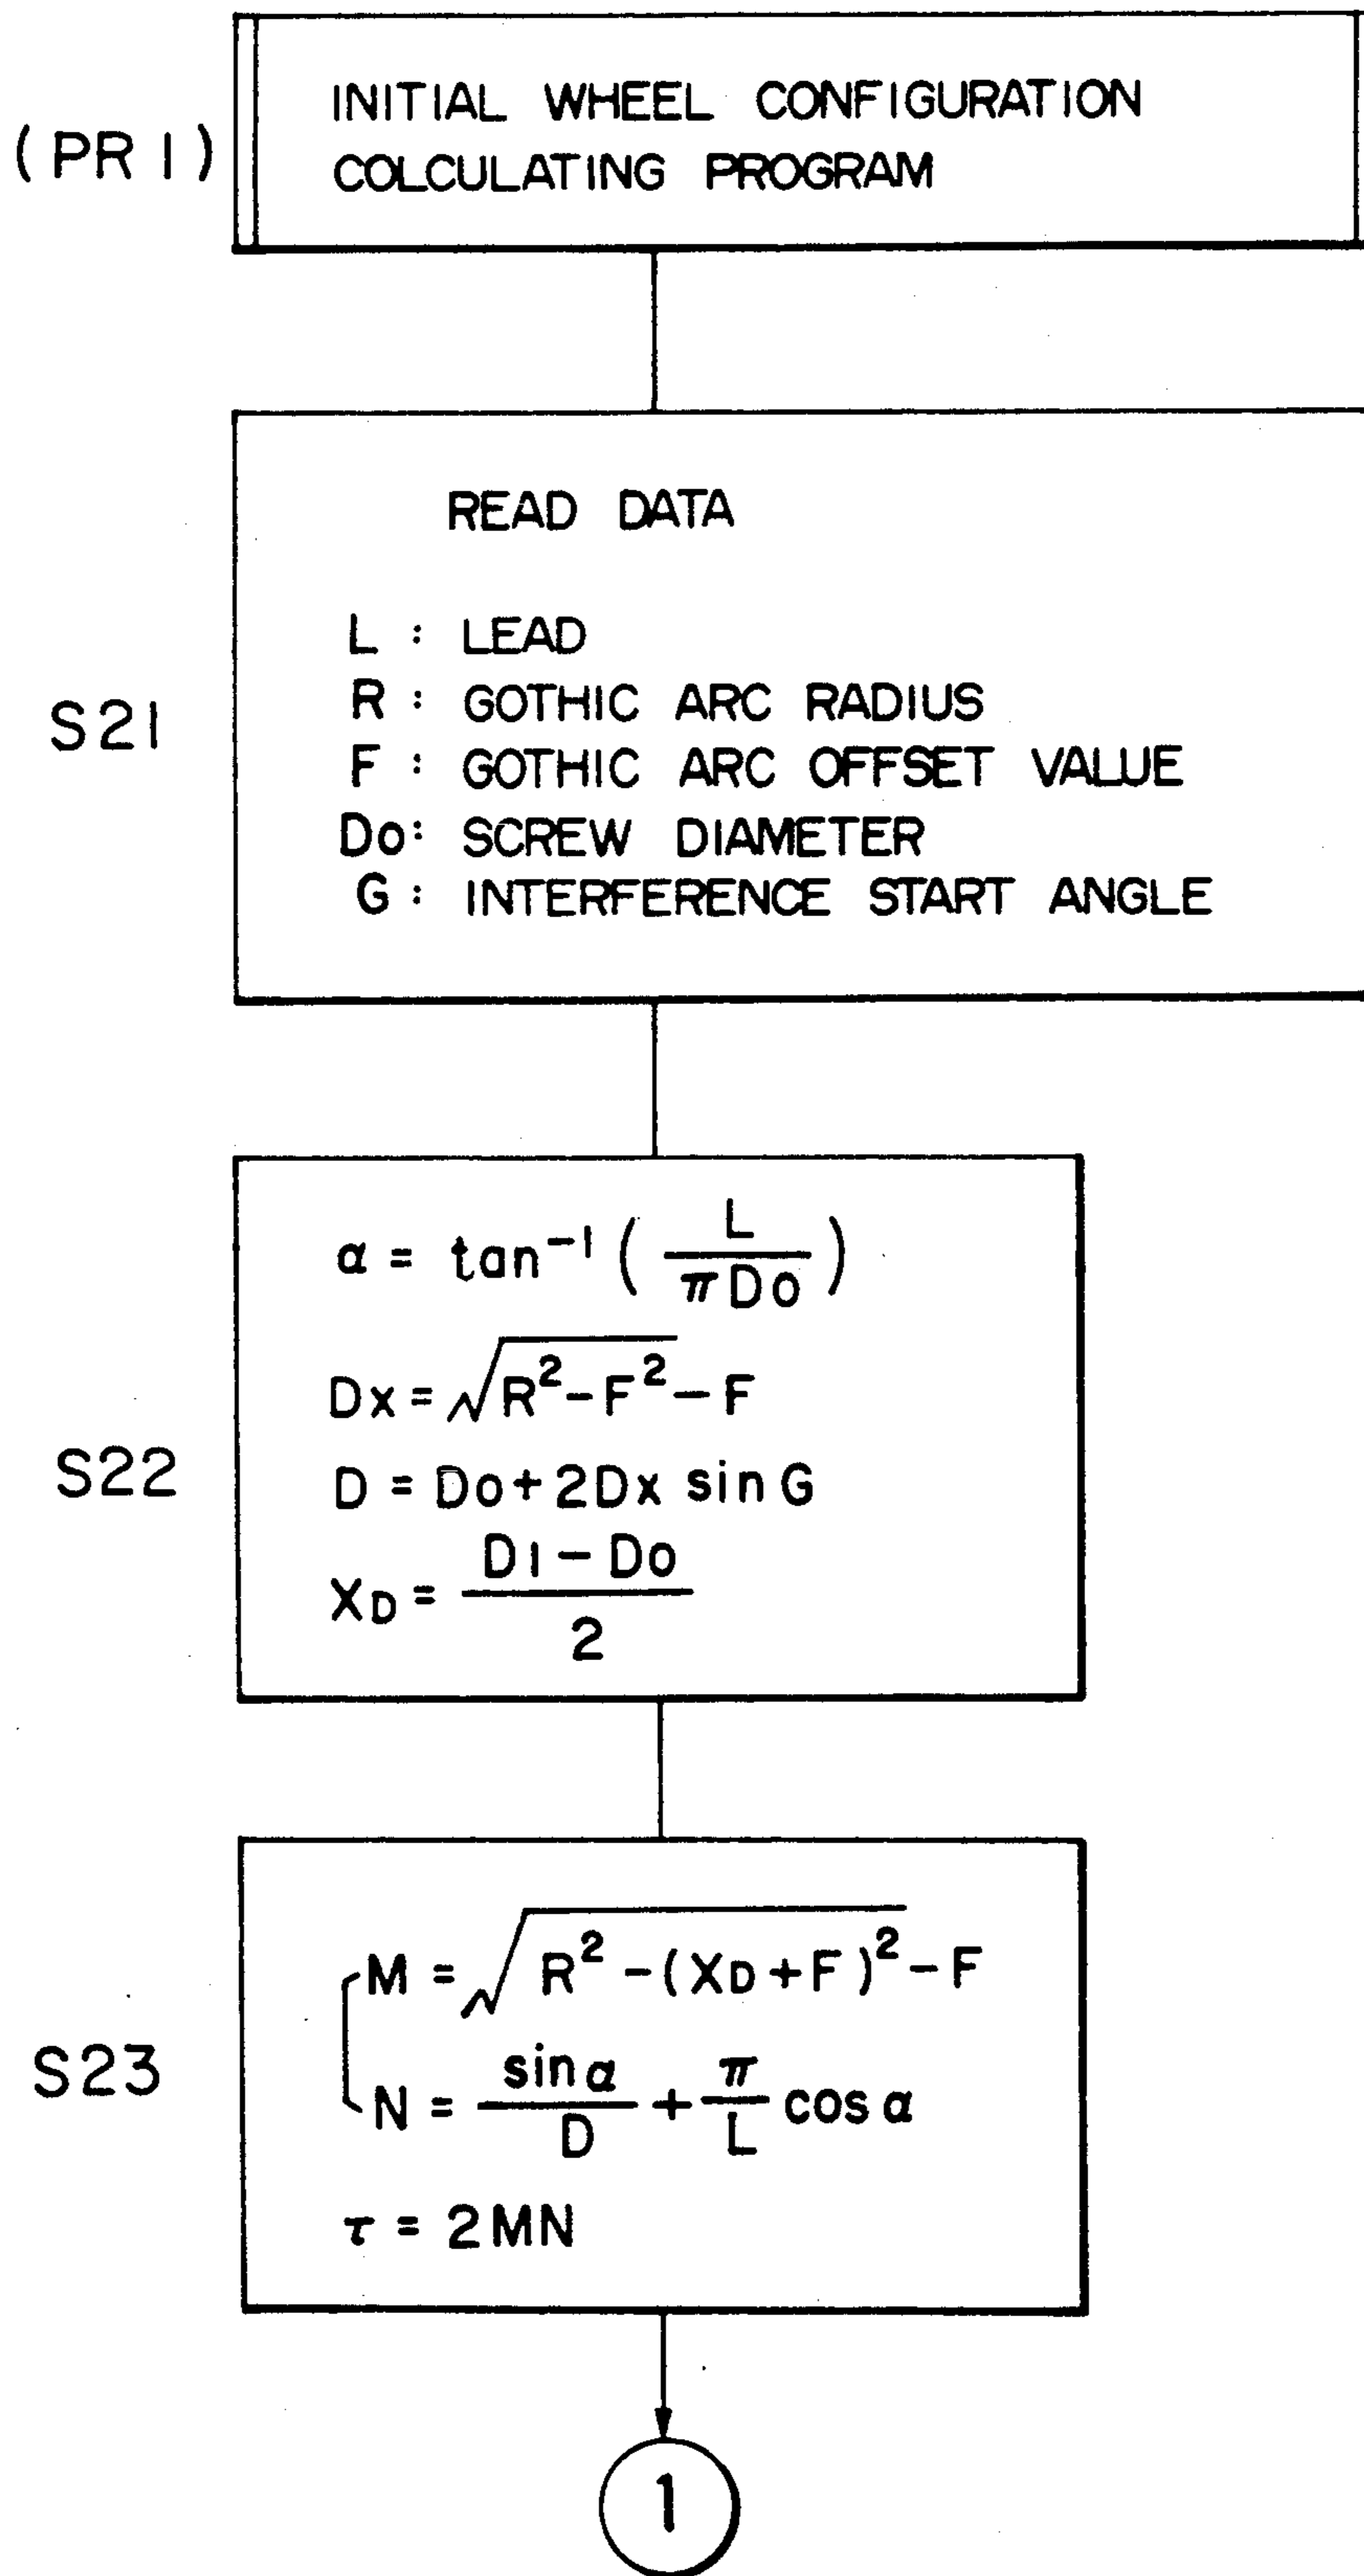 (PR 1)
INITIAL WHEEL CONFIGURATION
COLCULATING PROGRAM
S21
READ DATA
L : LEAD
R : GOTHIC ARC RADIUS
F : GOTHIC ARC OFFSET VALUE
Do: SCREW DIAMETER
G : INTERFERENCE START ANGLE
S22
α = tan⁻¹ ( L / πDo )
Dx = √(R²-F²) - F
D = Do + 2Dx sin G
XD = (D1 - Do) / 2
S23
M = √(R² - (XD + F)²) - F
N = sin α / D + π / L cos α
τ = 2MN
1